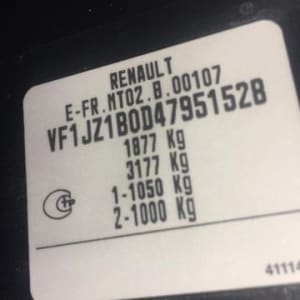 RENAULT
E-FR.MT02.B.00107
VF1JZ1B0D47951528
1877 Kg
3177 Kg
1-1050 Kg
2-1000 Kg
41114